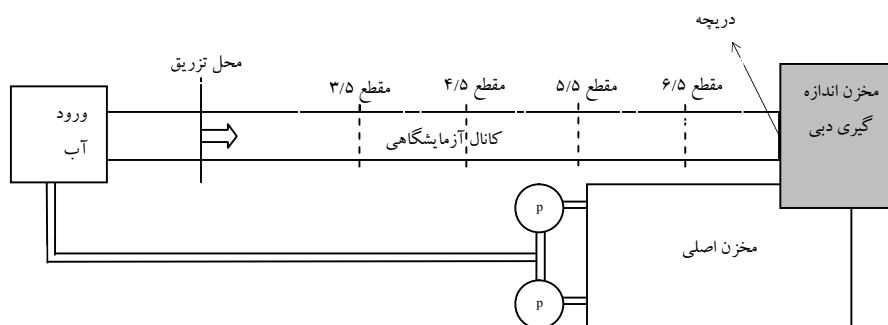 دریچه
محل تزریق
مقطع ۳/۵
مقطع ۴/۵
مقطع ۵/۵
مقطع ۶/۵
مخزن اندازه
گیری دبی
ورود
آب
کانال آزمایشگاهی
p
مخزن اصلی
p